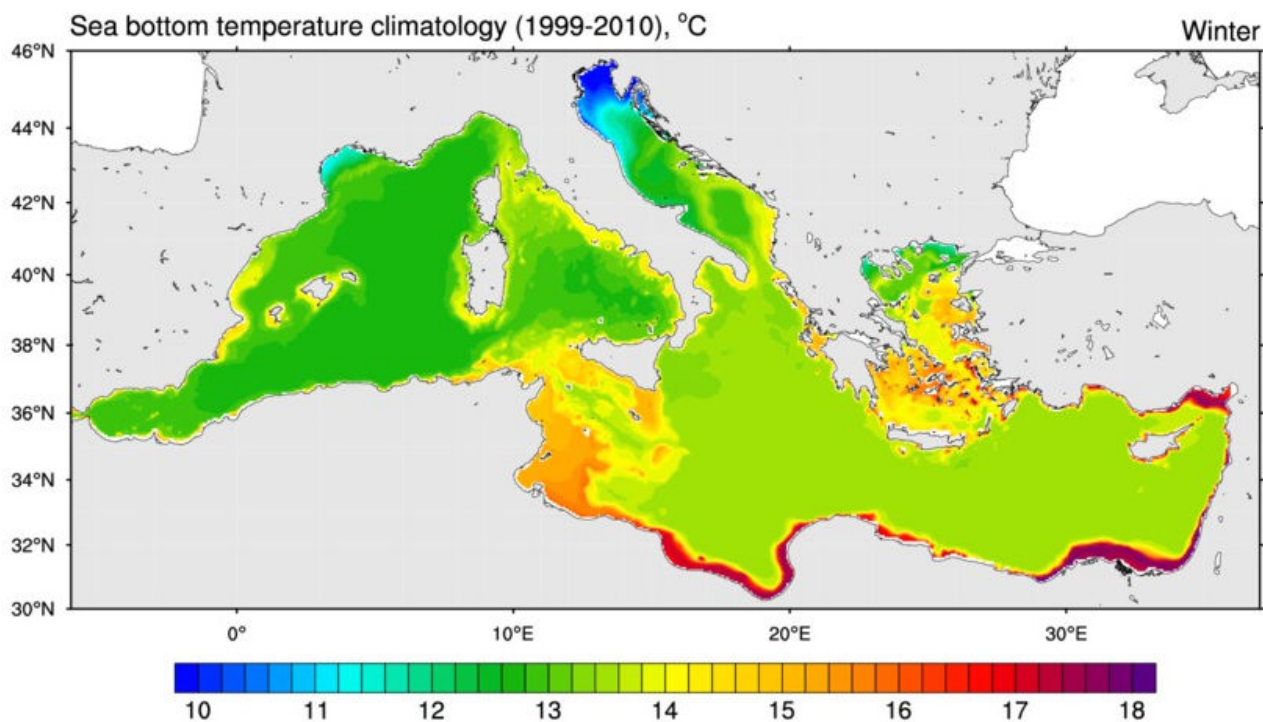 Sea bottom temperature climatology (1999-2010), °C Winter
46°N
44°N
42°N
40°N
38°N
36°N
34°N
32°N
30°N
0° 10°E 20°E 30°E
10 11 12 13 14 15 16 17 18